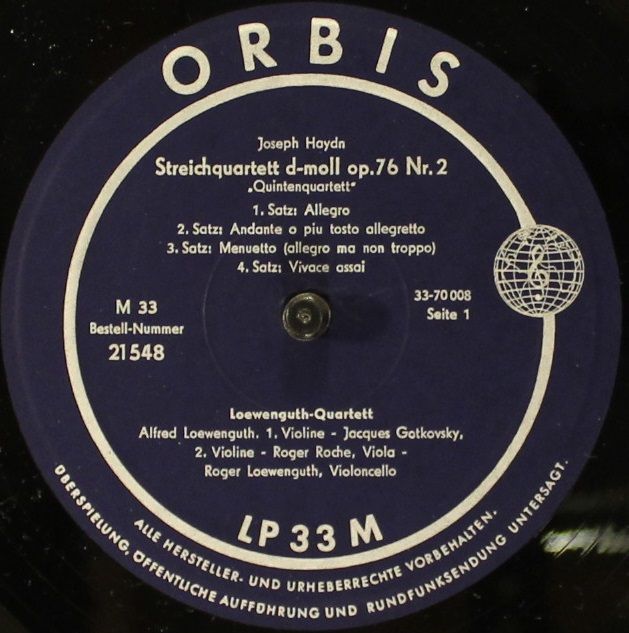 ORBIS
Joseph Haydn
Streichquartett d-moll op.76 Nr.2
„Quintenquartett"
1. Satz: Allegro
2. Satz: Andante o piu tosto allegretto
3. Satz: Menuetto (allegro ma non troppo)
4. Satz: Vivace assai
M 33
Bestell-Nummer
21548
33-70008
Seite 1
Loewenguth-Quartett
Alfred Loewenguth. 1. Violine - Jacques Gotkovsky,
2. Violine - Roger Roche, Viola -
Roger Loewenguth, Violoncello
LP 33 M
ALLE HERSTELLER- UND URHEBERRECHTE VORBEHALTEN.
ÜBERSPIELUNG, ÖFFENTLICHE AUFFÜHRUNG UND RUNDFUNKSENDUNG UNTERSAGT.